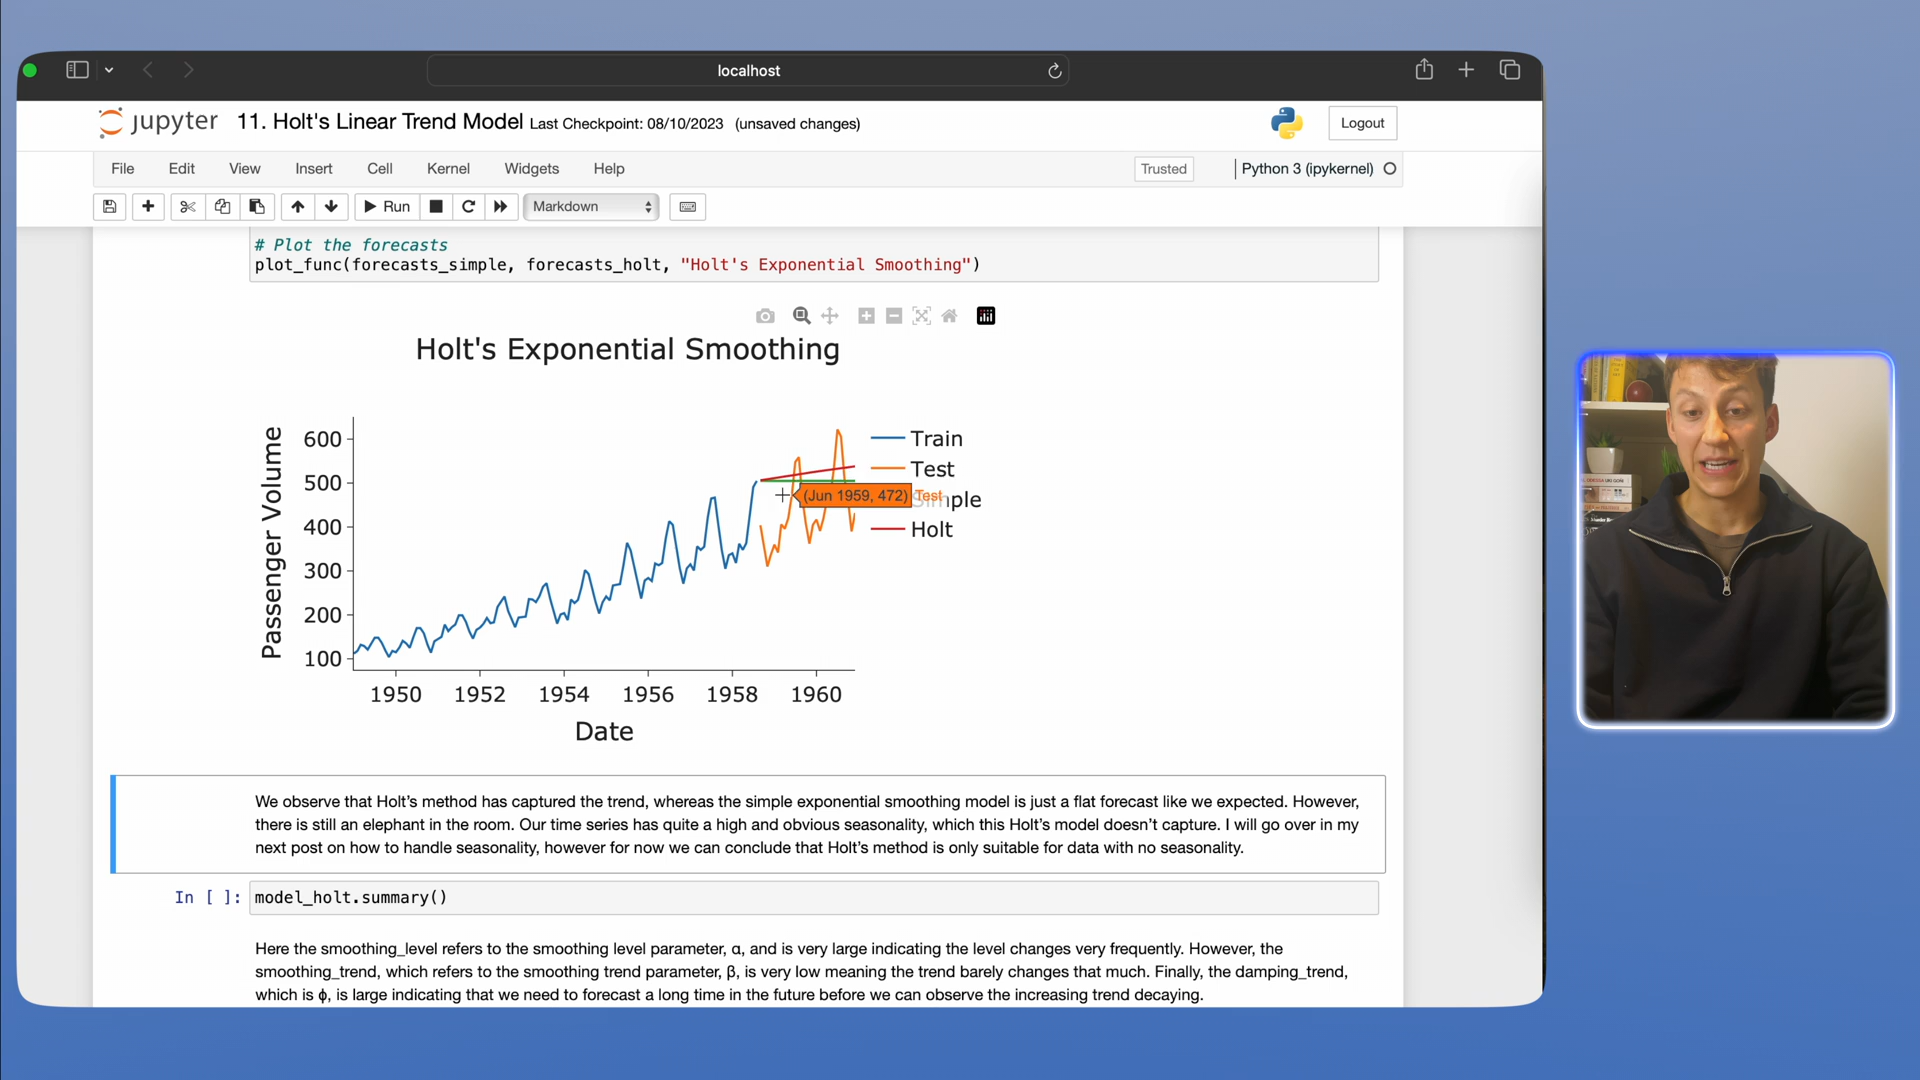 localhost
jupyter 11. Holt's Linear Trend Model Last Checkpoint: 08/10/2023 (unsaved changes)
Logout
File Edit View Insert Cell Kernel Widgets Help
Trusted
Python 3 (ipykernel)
Run
Markdown
# Plot the forecasts
plot_func(forecasts_simple, forecasts_holt, "Holt's Exponential Smoothing")
Holt's Exponential Smoothing
Passenger Volume
600
500
400
300
200
100
Train
Test
Simple
Holt
(Jun 1959, 472) Test
1950 1952 1954 1956 1958 1960
Date
We observe that Holt’s method has captured the trend, whereas the simple exponential smoothing model is just a flat forecast like we expected. However,
there is still an elephant in the room. Our time series has quite a high and obvious seasonality, which this Holt’s model doesn’t capture. I will go over in my
next post on how to handle seasonality, however for now we can conclude that Holt’s method is only suitable for data with no seasonality.
In [ ]: model_holt.summary()
Here the smoothing_level refers to the smoothing level parameter, α, and is very large indicating the level changes very frequently. However, the
smoothing_trend, which refers to the smoothing trend parameter, β, is very low meaning the trend barely changes that much. Finally, the damping_trend,
which is ϕ, is large indicating that we need to forecast a long time in the future before we can observe the increasing trend decaying.